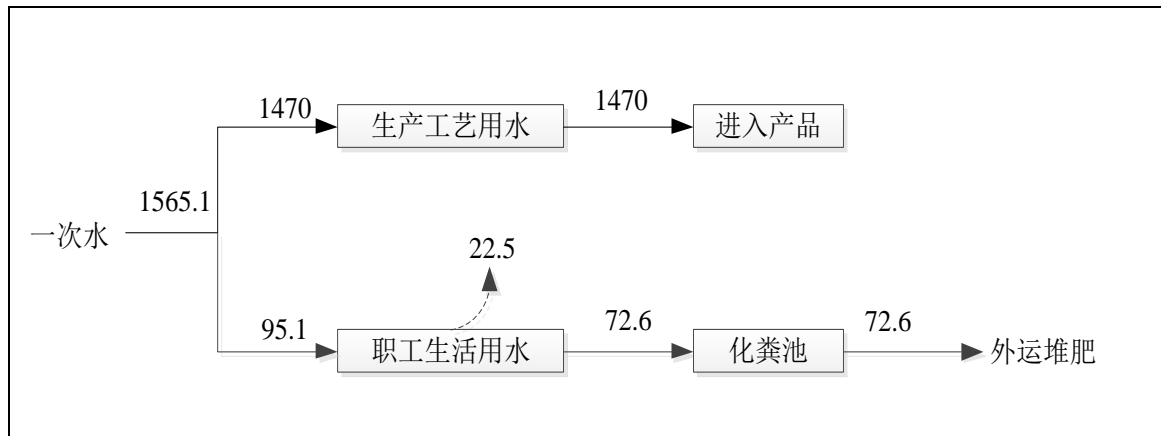 1470
生产工艺用水
1470
进入产品
一次水
1565.1
22.5
95.1
职工生活用水
72.6
化粪池
72.6
外运堆肥